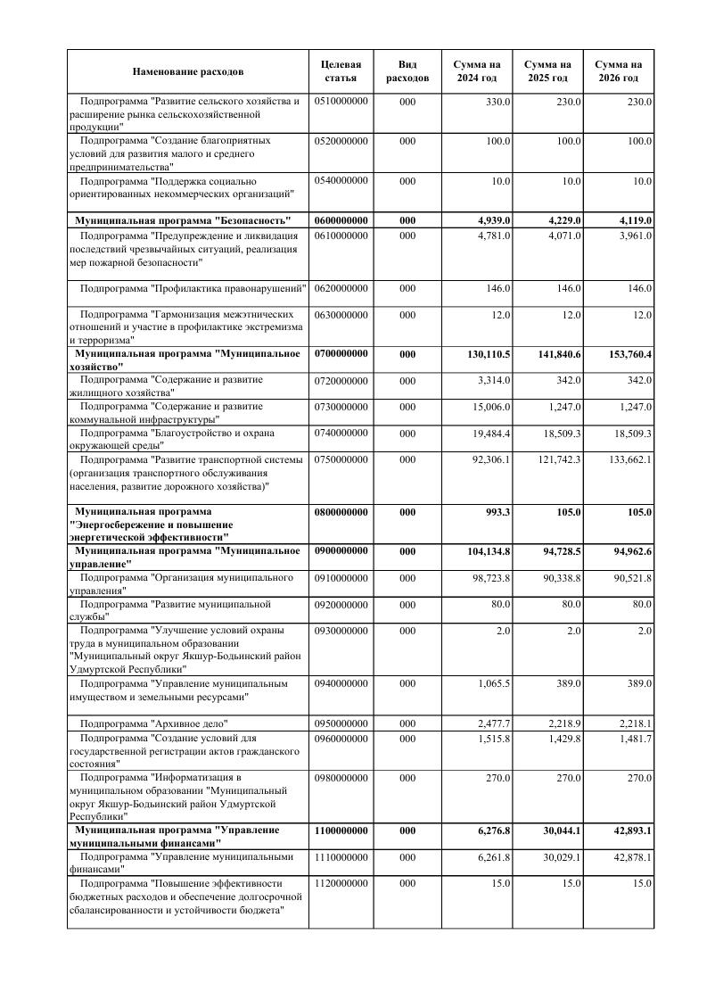 Наменование расходов
Целевая статья
Вид расходов
Сумма на 2024 год
Сумма на 2025 год
Сумма на 2026 год
Подпрограмма "Развитие сельского хозяйства и 0510000000 000 330.0 230.0 230.0
расширение рынка сельскохозяйственной
продукции"
Подпрограмма "Создание благоприятных 0520000000 000 100.0 100.0 100.0
условий для развития малого и среднего
предпринимательства"
Подпрограмма "Поддержка социально 0540000000 000 10.0 10.0 10.0
ориентированных некоммерческих организаций"
Муниципальная программа "Безопасность" 0600000000 000 4,939.0 4,229.0 4,119.0
Подпрограмма "Предупреждение и ликвидация 0610000000 000 4,781.0 4,071.0 3,961.0
последствий чрезвычайных ситуаций, реализация
мер пожарной безопасности"
Подпрограмма "Профилактика правонарушений" 0620000000 000 146.0 146.0 146.0
Подпрограмма "Гармонизация межэтнических 0630000000 000 12.0 12.0 12.0
отношений и участие в профилактике экстремизма
и терроризма"
Муниципальная программа "Муниципальное 0700000000 000 130,110.5 141,840.6 153,760.4
хозяйство"
Подпрограмма "Содержание и развитие 0720000000 000 3,314.0 342.0 342.0
жилищного хозяйства"
Подпрограмма "Содержание и развитие 0730000000 000 15,006.0 1,247.0 1,247.0
коммунальной инфраструктуры"
Подпрограмма "Благоустройство и охрана 0740000000 000 19,484.4 18,509.3 18,509.3
окружающей среды"
Подпрограмма "Развитие транспортной системы 0750000000 000 92,306.1 121,742.3 133,662.1
(организация транспортного обслуживания
населения, развитие дорожного хозяйства)"
Муниципальная программа 0800000000 000 993.3 105.0 105.0
"Энергосбережение и повышение
энергетической эффективности"
Муниципальная программа "Муниципальное 0900000000 000 104,134.8 94,728.5 94,962.6
управление"
Подпрограмма "Организация муниципального 0910000000 000 98,723.8 90,338.8 90,521.8
управления"
Подпрограмма "Развитие муниципальной 0920000000 000 80.0 80.0 80.0
службы"
Подпрограмма "Улучшение условий охраны 0930000000 000 2.0 2.0 2.0
труда в муниципальном образовании
"Муниципальный округ Якшур-Бодьинский район
Удмуртской Республики"
Подпрограмма "Управление муниципальным 0940000000 000 1,065.5 389.0 389.0
имуществом и земельными ресурсами"
Подпрограмма "Архивное дело" 0950000000 000 2,477.7 2,218.9 2,218.1
Подпрограмма "Создание условий для 0960000000 000 1,515.8 1,429.8 1,481.7
государственной регистрации актов гражданского
состояния"
Подпрограмма "Информатизация в 0980000000 000 270.0 270.0 270.0
муниципальном образовании "Муниципальный
округ Якшур-Бодьинский район Удмуртской
Республики"
Муниципальная программа "Управление 1100000000 000 6,276.8 30,044.1 42,893.1
муниципальными финансами"
Подпрограмма "Управление муниципальными 1110000000 000 6,261.8 30,029.1 42,878.1
финансами"
Подпрограмма "Повышение эффективности 1120000000 000 15.0 15.0 15.0
бюджетных расходов и обеспечение долгосрочной
сбалансированности и устойчивости бюджета"